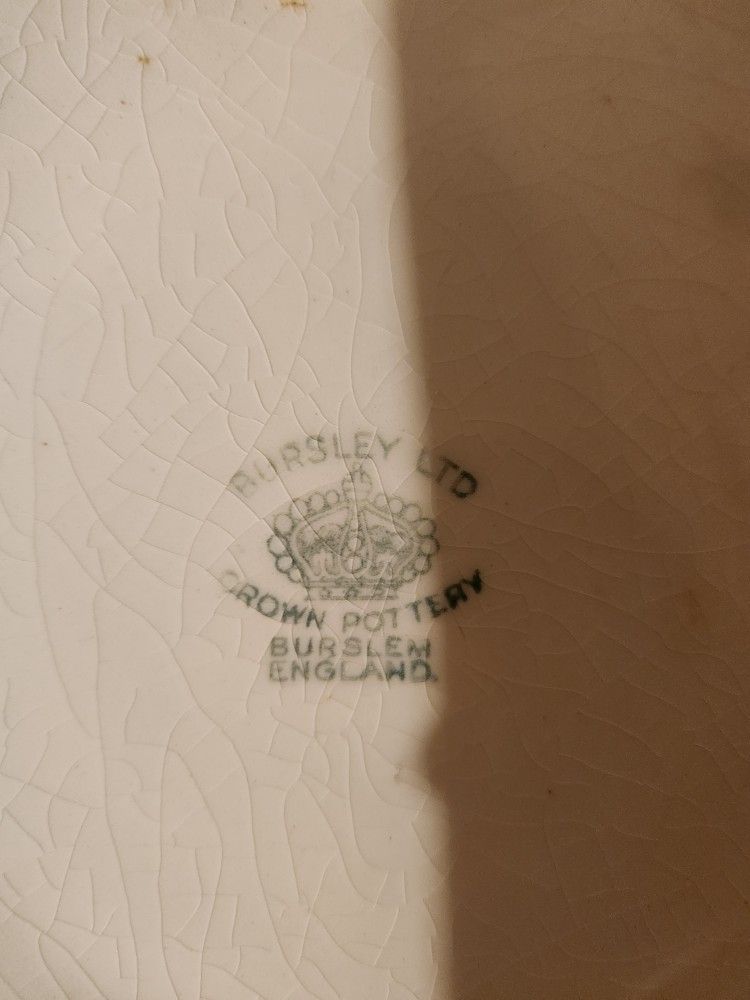 BURSLEY LTD
CROWN POTTERY
BURSLEM
ENGLAND.